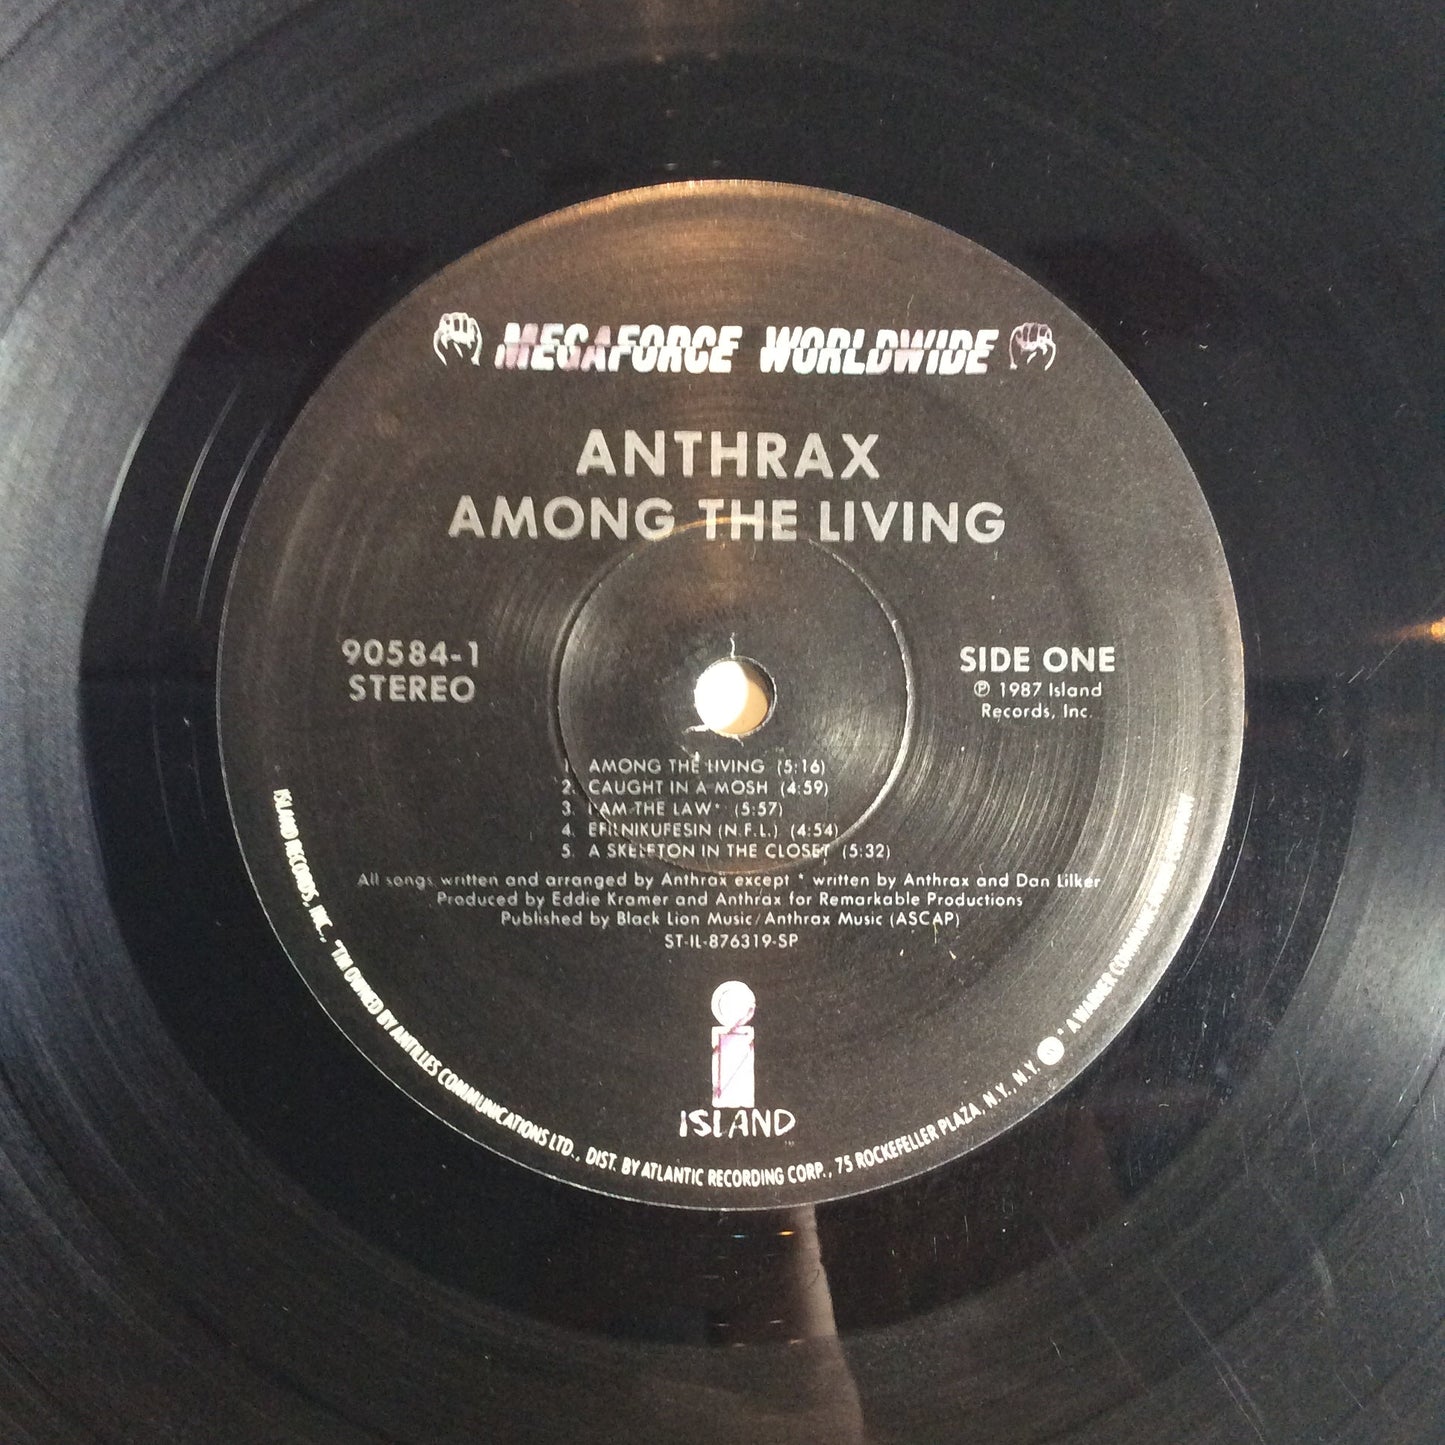 MEGAFORCE WORLDWIDE
ANTHRAX
AMONG THE LIVING
90584-1
STEREO
SIDE ONE
℗ 1987 Island
Records, Inc.
1. AMONG THE LIVING (5:16)
2. CAUGHT IN A MOSH (4:59)
3. I AM THE LAW* (5:57)
4. EFILNIKUFESIN (N.F.L.) (4:54)
5. A SKELETON IN THE CLOSET (5:32)
All songs written and arranged by Anthrax except * written by Anthrax and Dan Lilker
Produced by Eddie Kramer and Anthrax for Remarkable Productions
Published by Black Lion Music/Anthrax Music (ASCAP)
ST-IL-876319-SP
i
ISLAND
ISLAND RECORDS, INC., *TM OWNED BY ANTILLES COMMUNICATIONS LTD., DIST. BY ATLANTIC RECORDING CORP., 75 ROCKEFELLER PLAZA, N.Y., N.Y. * A WARNER COMMUNICATIONS COMPANY